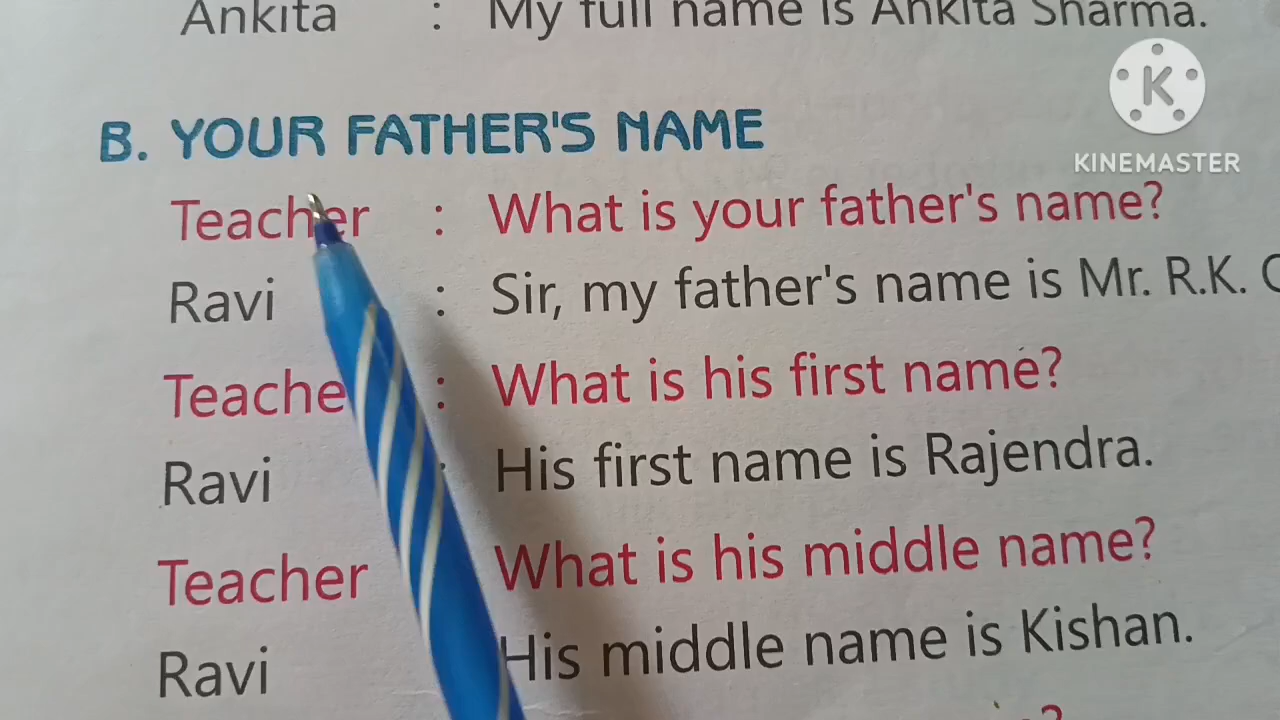 Ankita : My full name is Ankita Sharma.
K
KINEMASTER
B. YOUR FATHER'S NAME
Teacher : What is your father's name?
Ravi : Sir, my father's name is Mr. R.K.
Teache : What is his first name?
Ravi : His first name is Rajendra.
Teacher What is his middle name?
Ravi His middle name is Kishan.